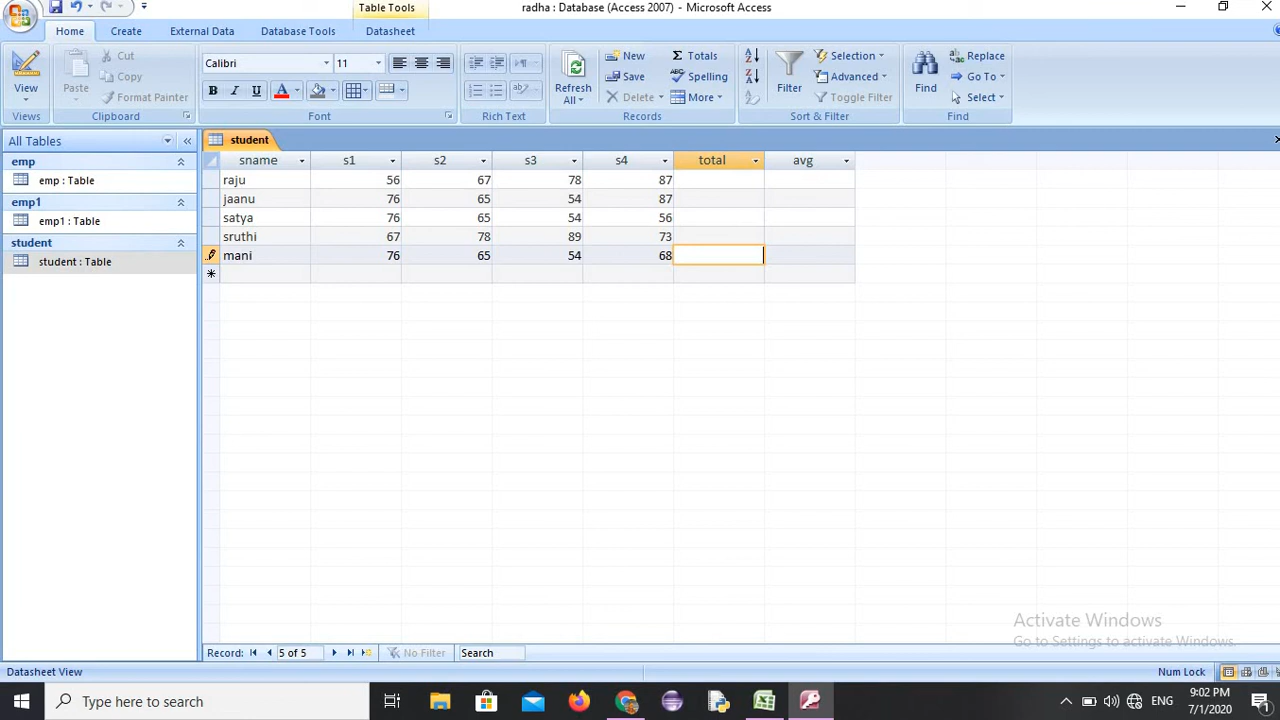 Table Tools
radha : Database (Access 2007) - Microsoft Access
Home Create External Data Database Tools Datasheet
View
Views
Paste
Cut
Copy
Format Painter
Clipboard
Calibri 11
B I U A
Font
Rich Text
Refresh All
New
Save
Delete
Totals
Spelling
More
Records
Filter
Selection
Advanced
Toggle Filter
Sort & Filter
Find
Replace
Go To
Select
Find
All Tables
emp
emp : Table
emp1
emp1 : Table
student
student : Table
student
sname s1 s2 s3 s4 total avg
raju 56 67 78 87
jaanu 76 65 54 87
satya 76 65 54 56
sruthi 67 78 89 73
mani 76 65 54 68
Activate Windows
Go to Settings to activate Windows.
Record: 5 of 5 No Filter Search
Datasheet View Num Lock
Type here to search
ENG
9:02 PM
7/1/2020
1